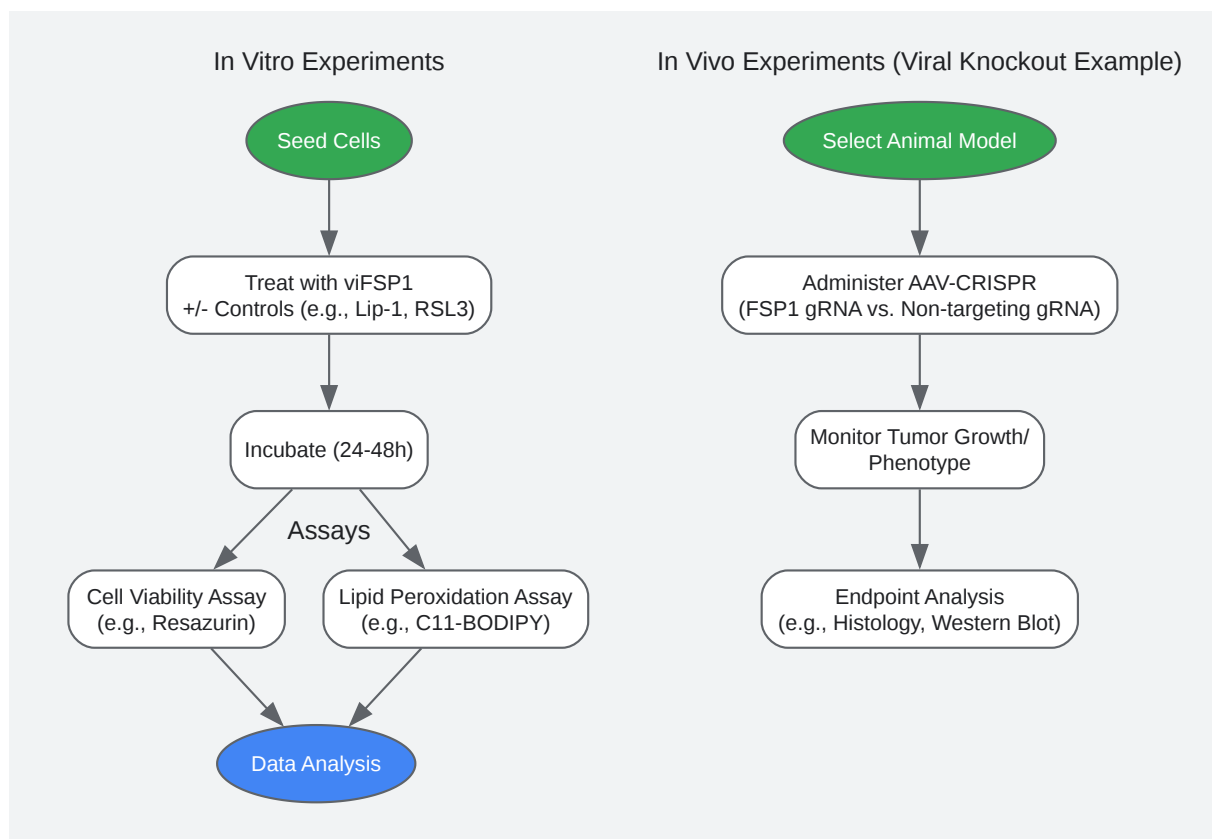 In Vitro Experiments
Seed Cells
Treat with viFSP1
+/- Controls (e.g., Lip-1, RSL3)
Incubate (24-48h)
Assays
Cell Viability Assay
(e.g., Resazurin)
Lipid Peroxidation Assay
(e.g., C11-BODIPY)
Data Analysis
In Vivo Experiments (Viral Knockout Example)
Select Animal Model
Administer AAV-CRISPR
(FSP1 gRNA vs. Non-targeting gRNA)
Monitor Tumor Growth/
Phenotype
Endpoint Analysis
(e.g., Histology, Western Blot)